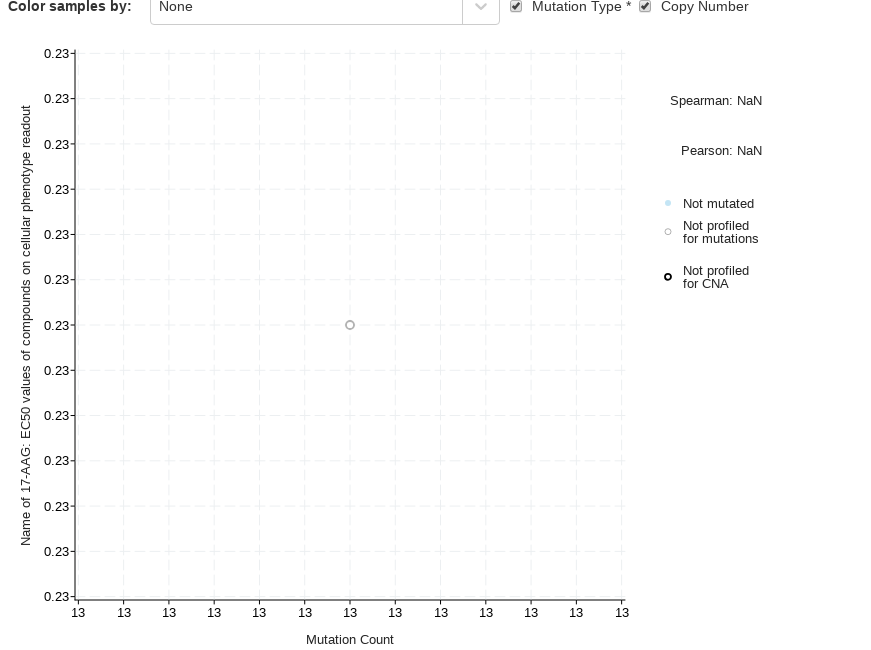 Color samples by:
None
Mutation Type *
Copy Number
0.23
0.23
0.23
0.23
0.23
0.23
0.23
0.23
0.23
0.23
0.23
0.23
0.23
Name of 17-AAG: EC50 values of compounds on cellular phenotype readout
13 13 13 13 13 13 13 13 13 13 13 13 13
Mutation Count
Spearman: NaN
Pearson: NaN
Not mutated
Not profiled
for mutations
Not profiled
for CNA